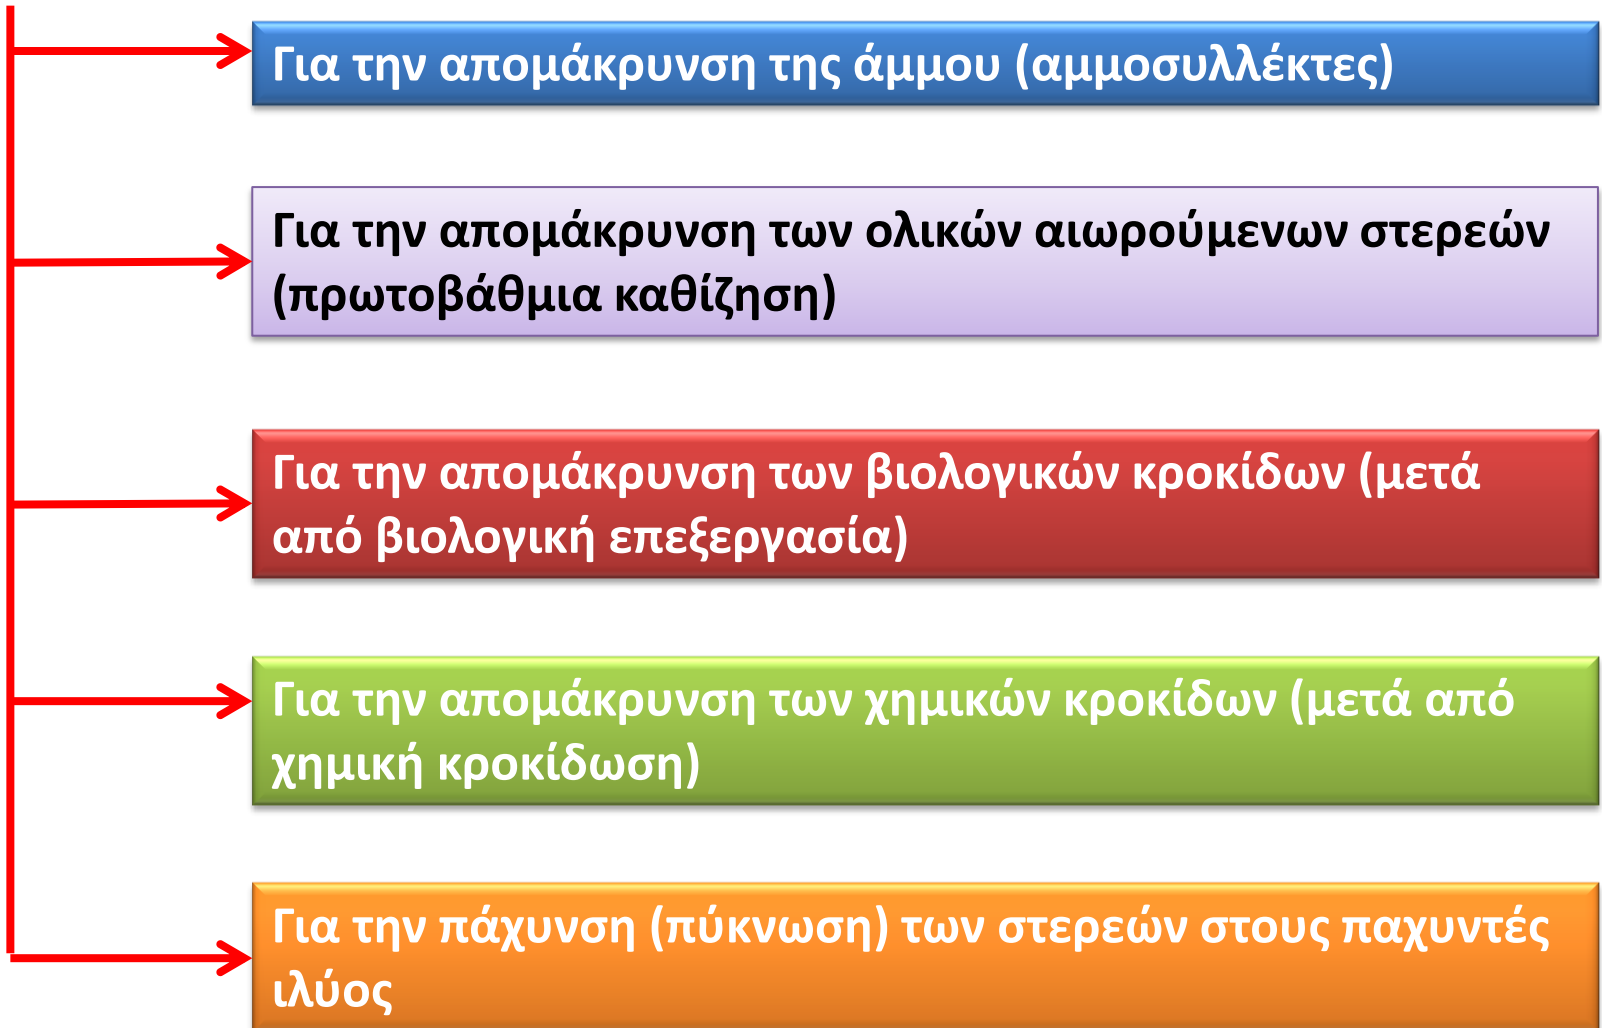 Για την απομάκρυνση της άμμου (αμμοσυλλέκτες)
Για την απομάκρυνση των ολικών αιωρούμενων στερεών
(πρωτοβάθμια καθίζηση)
Για την απομάκρυνση των βιολογικών κροκίδων (μετά
από βιολογική επεξεργασία)
Για την απομάκρυνση των χημικών κροκίδων (μετά από
χημική κροκίδωση)
Για την πάχυνση (πύκνωση) των στερεών στους παχυντές
ιλύος